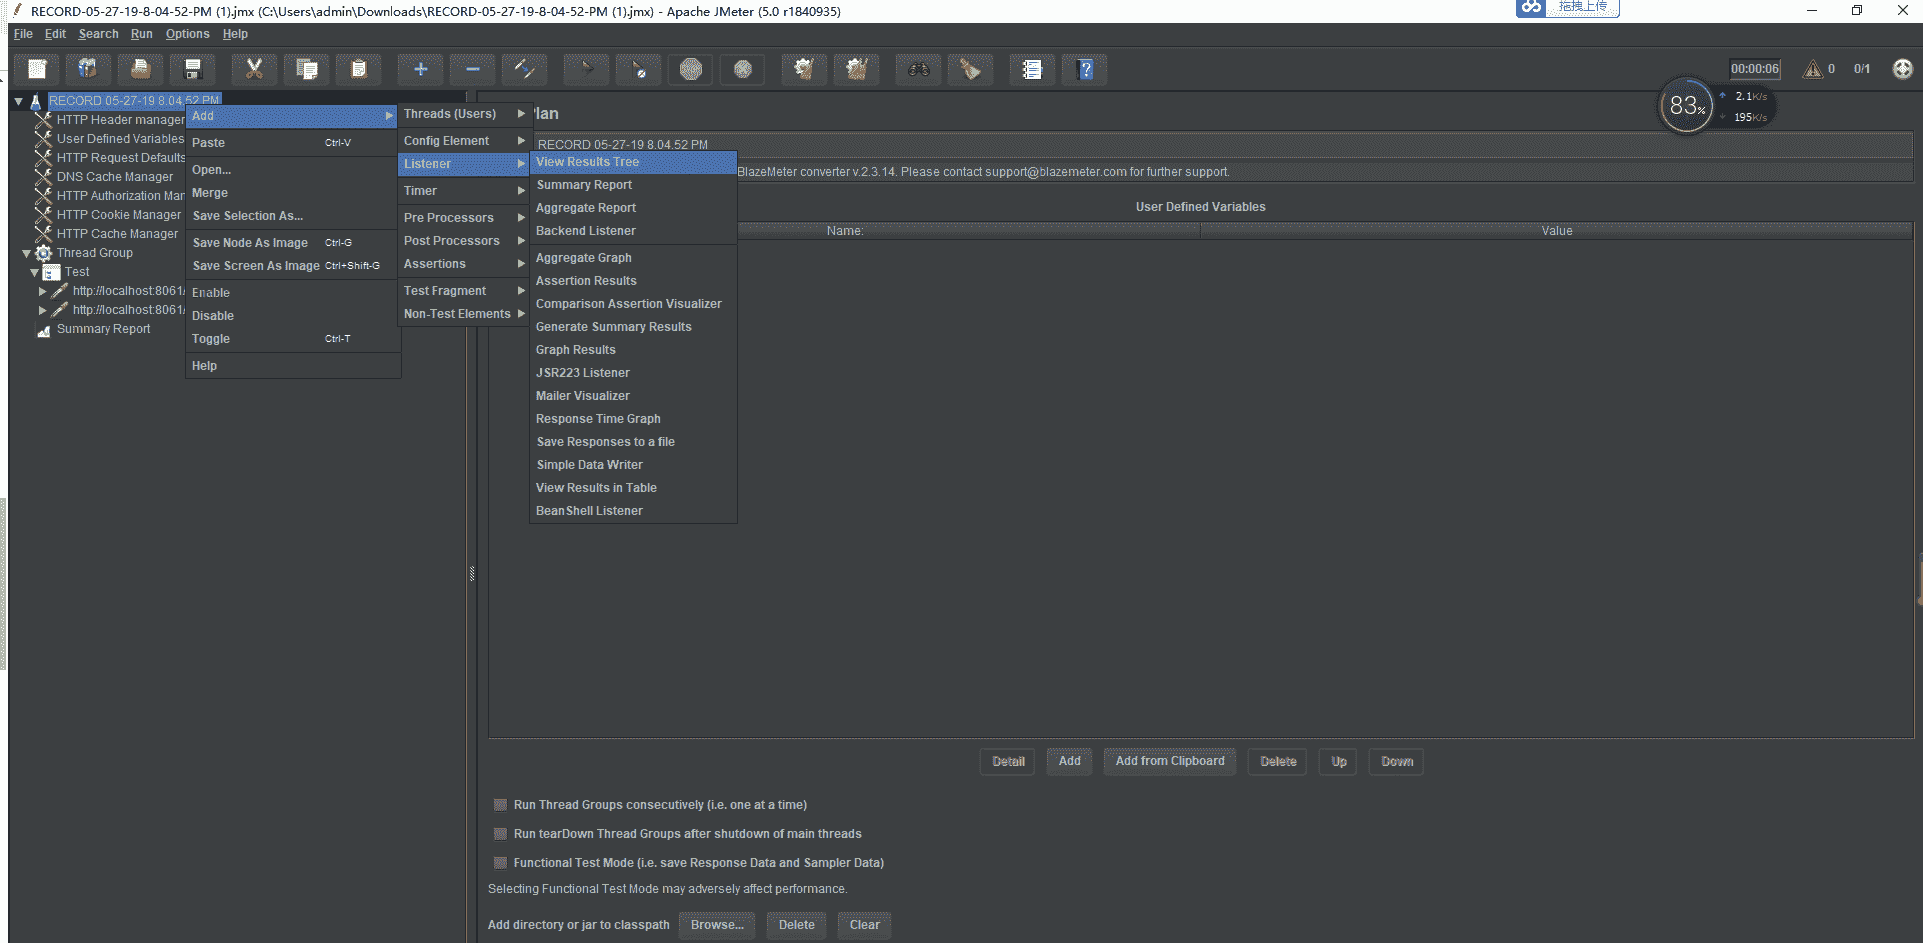 RECORD-05-27-19-8-04-52-PM (1).jmx (C:\Users\admin\Downloads\RECORD-05-27-19-8-04-52-PM (1).jmx) - Apache JMeter (5.0 r1840935)
拖拽上传
File Edit Search Run Options Help
00:00:06 0 0/1
83% 2.1K/s
195K/s
RECORD 05-27-19 8.04.52 PM
HTTP Header manager
User Defined Variables
HTTP Request Defaults
DNS Cache Manager
HTTP Authorization Man
HTTP Cookie Manager
HTTP Cache Manager
Thread Group
Test
http://localhost:8061/
http://localhost:8061/
Summary Report
Add
Paste Ctrl-V
Open...
Merge
Save Selection As...
Save Node As Image Ctrl-G
Save Screen As Image Ctrl+Shift-G
Enable
Disable
Toggle Ctrl-T
Help
Threads (Users)
Config Element
Listener
Timer
Pre Processors
Post Processors
Assertions
Test Fragment
Non-Test Elements
View Results Tree
Summary Report
Aggregate Report
Backend Listener
Aggregate Graph
Assertion Results
Comparison Assertion Visualizer
Generate Summary Results
Graph Results
JSR223 Listener
Mailer Visualizer
Response Time Graph
Save Responses to a file
Simple Data Writer
View Results in Table
BeanShell Listener
lan
RECORD 05-27-19 8.04.52 PM
BlazeMeter converter v.2.3.14. Please contact support@blazemeter.com for further support.
User Defined Variables
Name: Value
Detail Add Add from Clipboard Delete Up Down
Run Thread Groups consecutively (i.e. one at a time)
Run tearDown Thread Groups after shutdown of main threads
Functional Test Mode (i.e. save Response Data and Sampler Data)
Selecting Functional Test Mode may adversely affect performance.
Add directory or jar to classpath Browse... Delete Clear